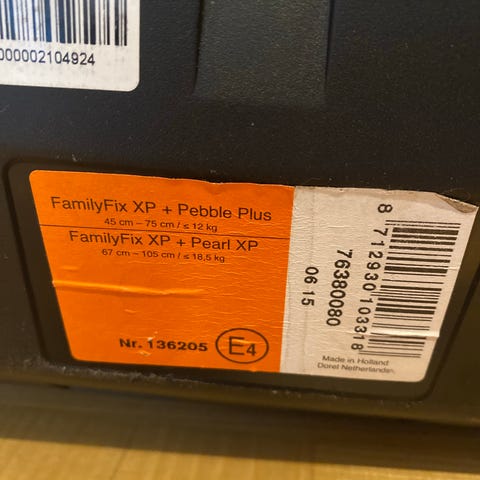 000002104924
FamilyFix XP + Pebble Plus
45 cm – 75 cm / ≤ 12 kg
FamilyFix XP + Pearl XP
67 cm – 105 cm / ≤ 18,5 kg
Nr. 136205
E4
06 15
76380080
8 712930 103318
Made in Holland
Dorel Netherlands.